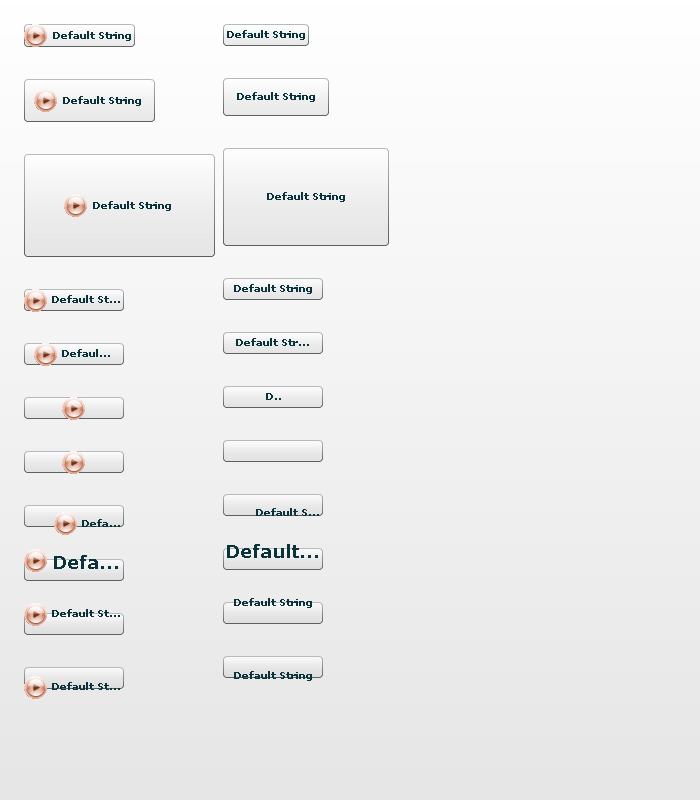 Default String Default String
Default String Default String
Default String Default String
Default St... Default String
Defaul... Default Str...
D..
Defa... Default S...
Defa... Default...
Default St... Default String
Default St... Default String